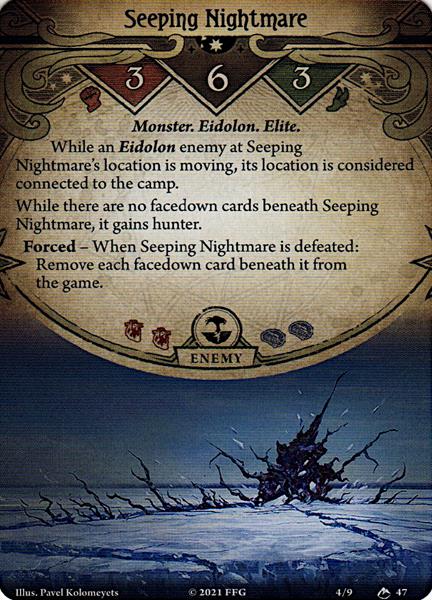 Seeping Nightmare
3 6 3
Monster. Eidolon. Elite.
While an Eidolon enemy at Seeping
Nightmare's location is moving, its location is considered
connected to the camp.
While there are no facedown cards beneath Seeping
Nightmare, it gains hunter.
Forced – When Seeping Nightmare is defeated:
Remove each facedown card beneath it from
the game.
ENEMY
Illus. Pavel Kolomeyets © 2021 FFG 4/9 47